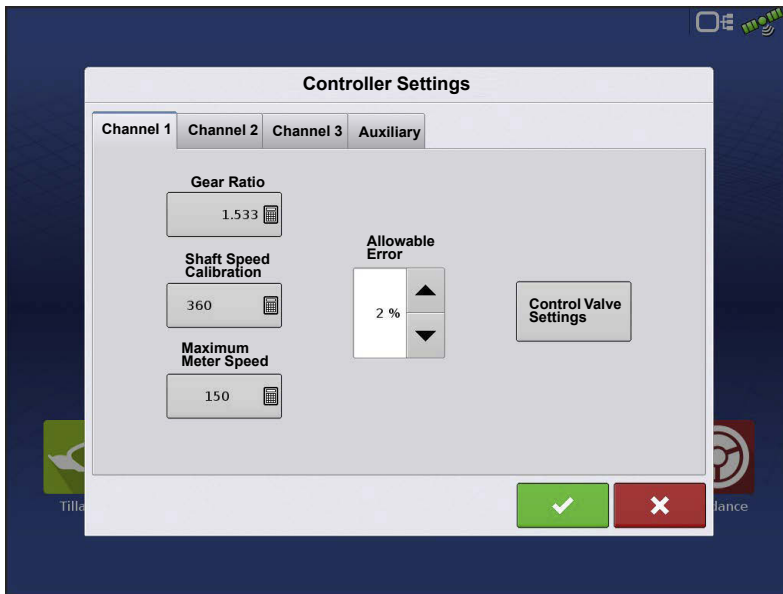 Controller Settings
Channel 1 Channel 2 Channel 3 Auxiliary
Gear Ratio
1.533
Shaft Speed
Calibration
360
Maximum
Meter Speed
150
Allowable
Error
2 %
Control Valve
Settings
Tilla
dance